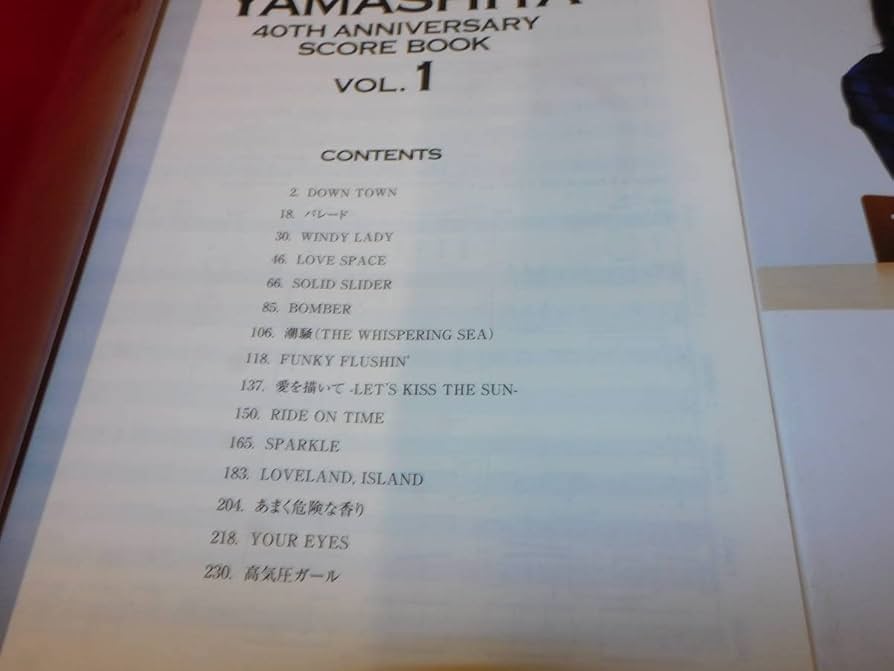 YAMASHITA
40TH ANNIVERSARY
SCORE BOOK
VOL. 1
CONTENTS
2. DOWN TOWN
18. パレード
30. WINDY LADY
46. LOVE SPACE
66. SOLID SLIDER
85. BOMBER
106. 潮騒(THE WHISPERING SEA)
118. FUNKY FLUSHIN'
137. 愛を描いて -LET'S KISS THE SUN-
150. RIDE ON TIME
165. SPARKLE
183. LOVELAND, ISLAND
204. あまく危険な香り
218. YOUR EYES
230. 高気圧ガール